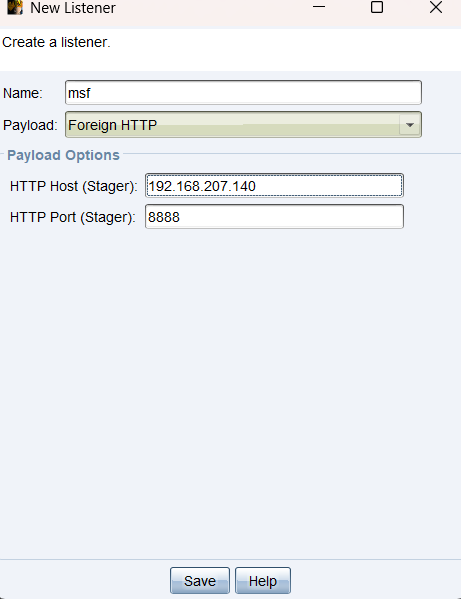 New Listener
Create a listener.
Name: msf
Payload: Foreign HTTP
Payload Options
HTTP Host (Stager): 192.168.207.140
HTTP Port (Stager): 8888
Save Help